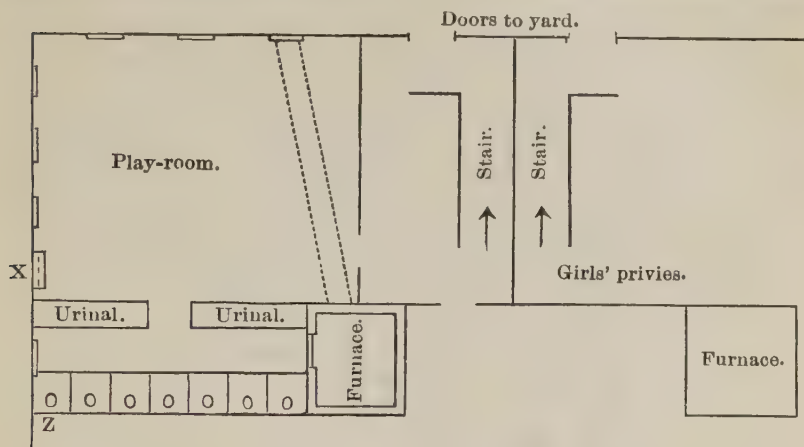 Doors to yard.
Play-room.
Stair.
Stair.
X
Girls' privies.
Urinal.
Urinal.
Furnace.
Furnace.
Z